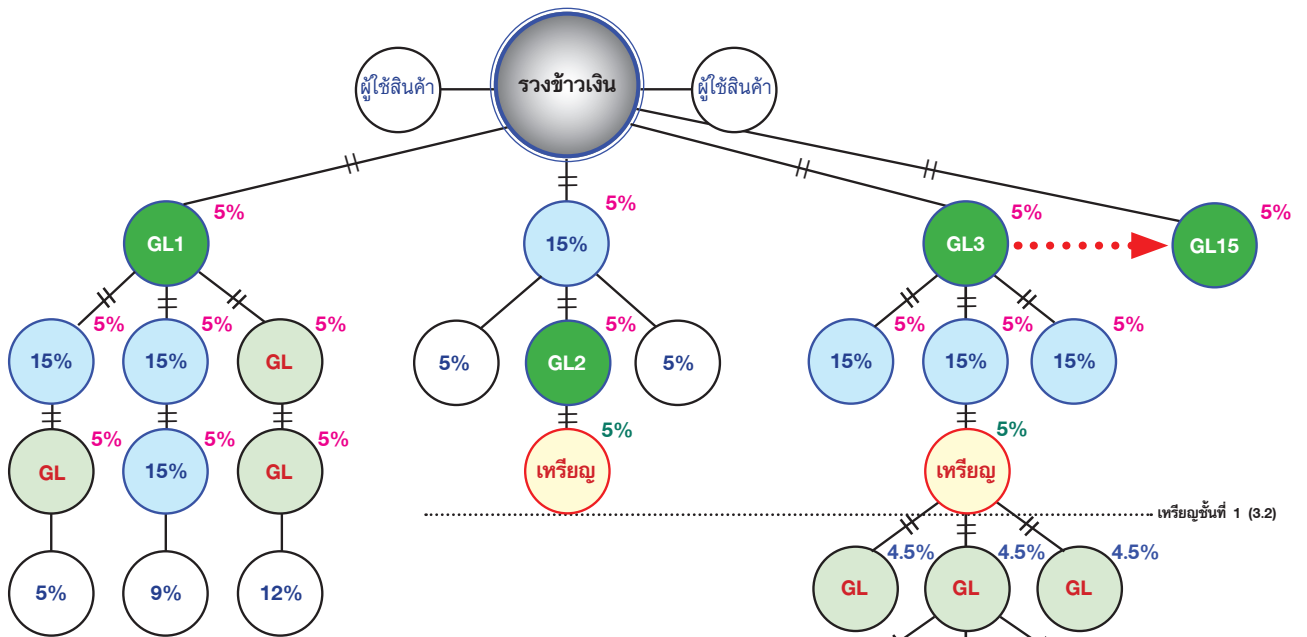 ผู้ใช้สินค้า รวงข้าวเงิน ผู้ใช้สินค้า
5% 5% 5% 5%
GL1 15% GL3 GL15
5% 5% 5% 5% 5% 5% 5%
15% 15% GL 5% GL2 5% 15% 15% 15%
5% 5% 5% 5% 5%
GL 15% GL เหรียญ เหรียญ
เหรียญชั้นที่ 1 (3.2)
4.5% 4.5% 4.5%
5% 9% 12% GL GL GL